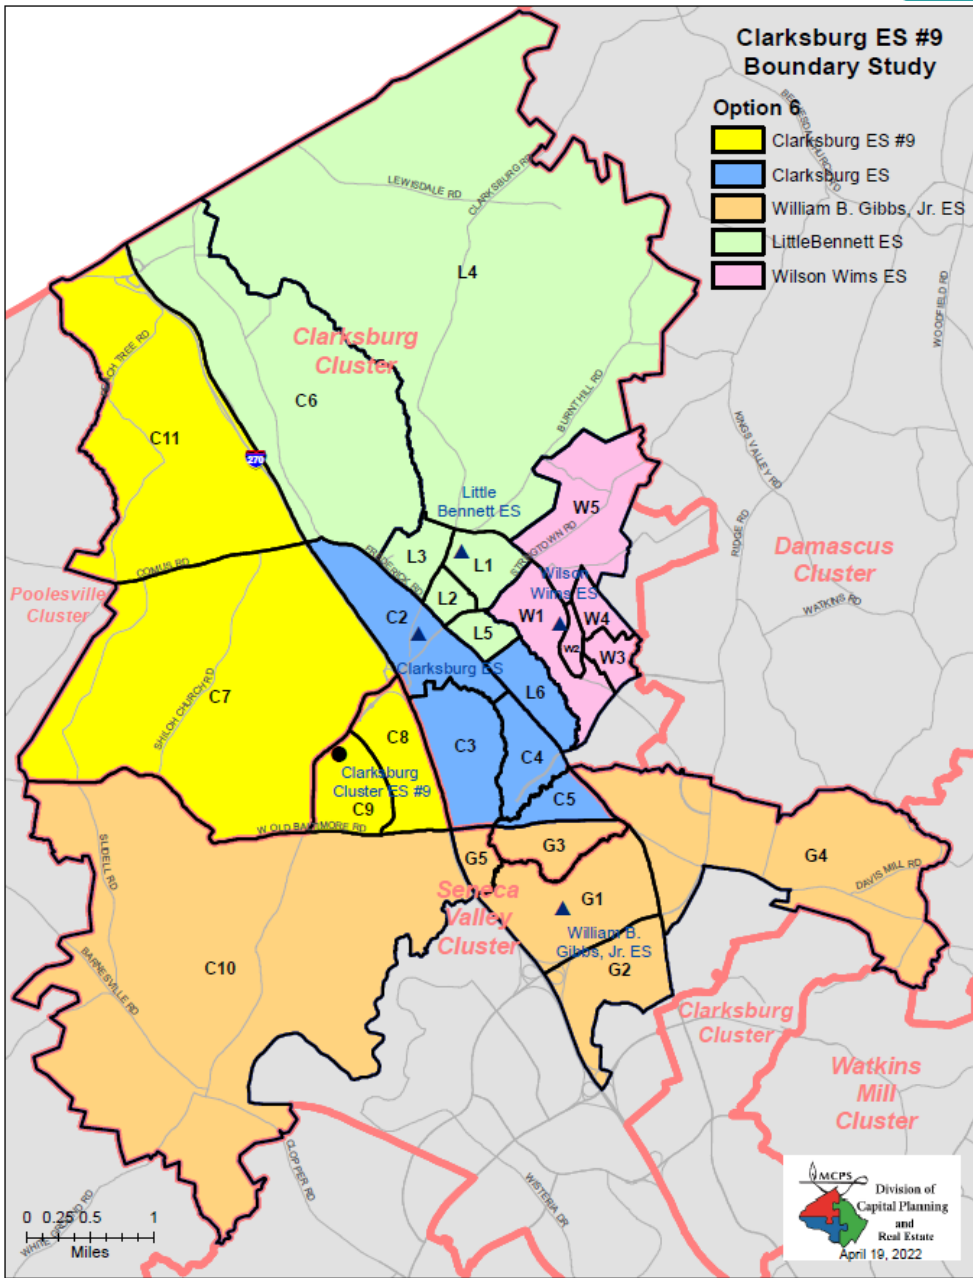 Clarksburg ES #9
Boundary Study
Option 6
Clarksburg ES #9
Clarksburg ES
William B. Gibbs, Jr. ES
LittleBennett ES
Wilson Wims ES
BETHESDA CHURCH RD
LEWISDALE RD
CLARKSBURG RD
L4
WOODFIELD RD
Clarksburg
Cluster
C6
BURNT HILL RD
C11
270
KINGS VALLEY RD
Little
Bennett ES
W5
RIDGE RD
STRINGTOWN RD
Damascus
Cluster
COMUS RD
FREDERICK RD
L3
L1
Wilson
Wims ES
Poolesville
Cluster
WATKINS RD
L2
C2
W1
W4
L5
W2
W3
Clarksburg ES
SHILOH CHURCH RD
C7
L6
C8
C3
C4
Clarksburg
Cluster ES #9
C9
C5
W OLD BALTIMORE RD
SLIDELL RD
G3
G5
G4
DAVIS MILL RD
Seneca
Valley
Cluster
G1
William B.
Gibbs, Jr. ES
G2
C10
BARNESVILLE RD
Clarksburg
Cluster
Watkins
Mill
Cluster
CLOPPER RD
WISTERIA DR
0 0.25 0.5 1
Miles
MCPS
Division of
Capital Planning
and
Real Estate
April 19, 2022